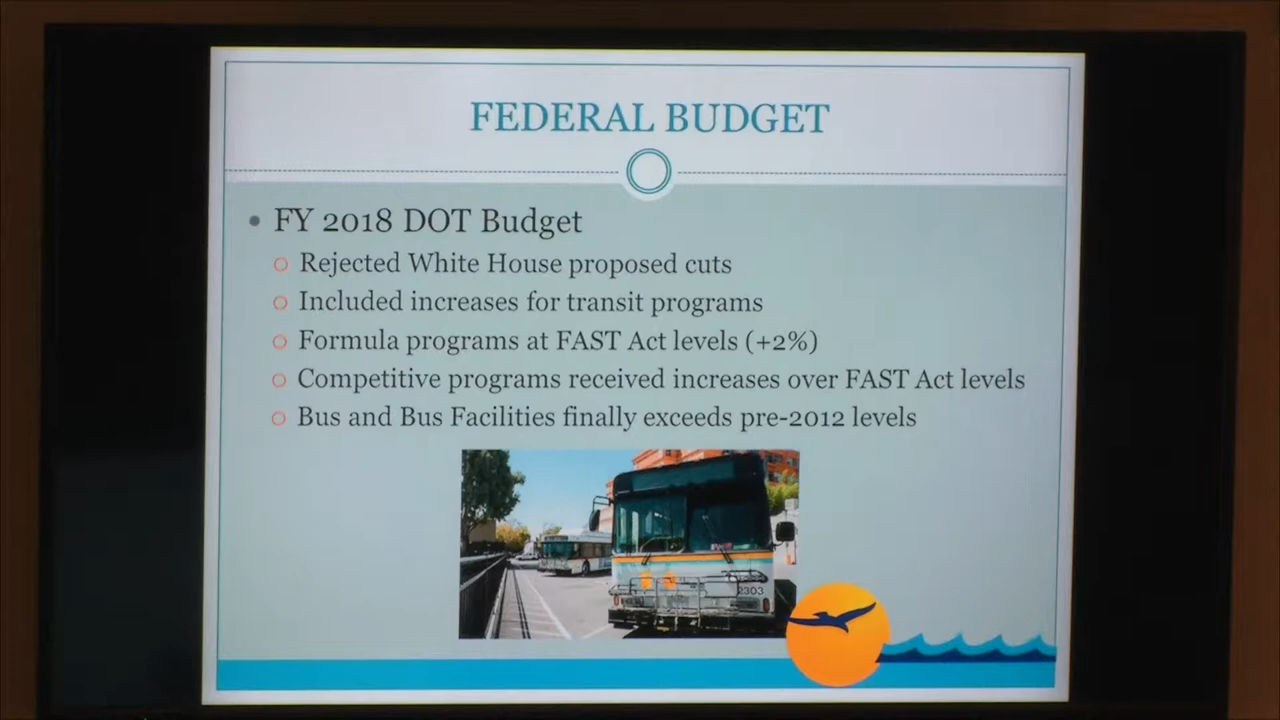 FEDERAL BUDGET
• FY 2018 DOT Budget
○ Rejected White House proposed cuts
○ Included increases for transit programs
○ Formula programs at FAST Act levels (+2%)
○ Competitive programs received increases over FAST Act levels
○ Bus and Bus Facilities finally exceeds pre-2012 levels
2303